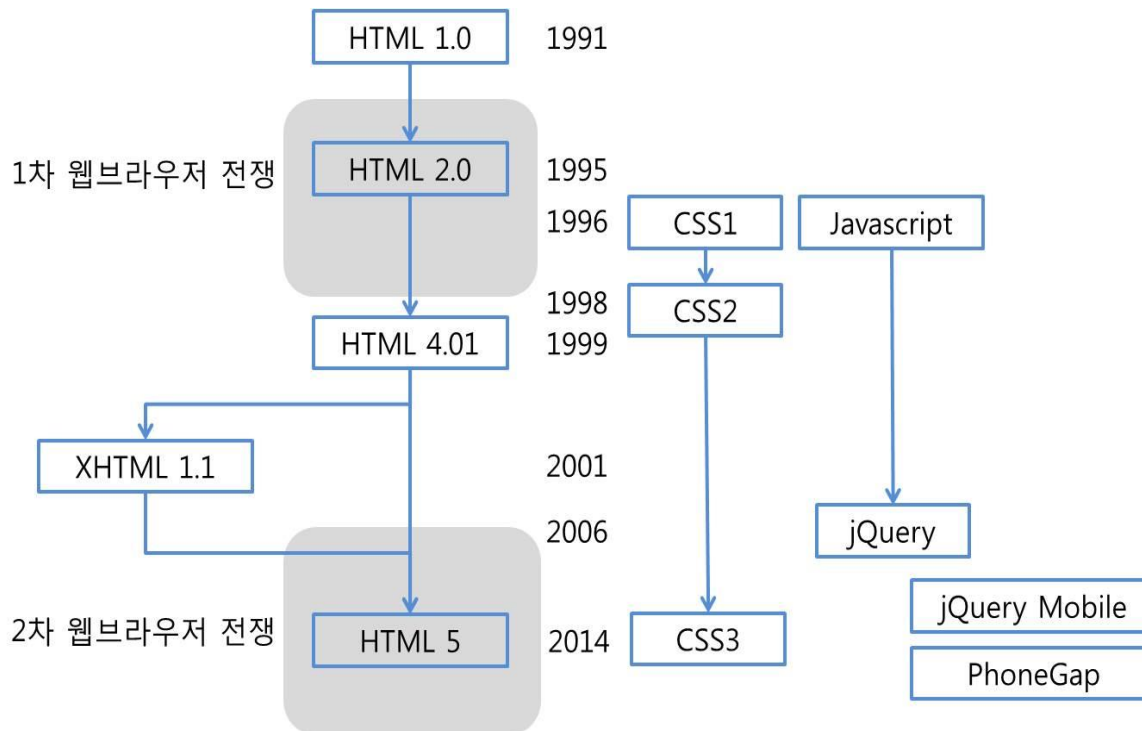 HTML 1.0 1991
1차 웹브라우저 전쟁 HTML 2.0 1995
1996 CSS1 Javascript
1998 CSS2
HTML 4.01 1999
XHTML 1.1 2001
2006 jQuery
jQuery Mobile
2차 웹브라우저 전쟁 HTML 5 2014 CSS3
PhoneGap